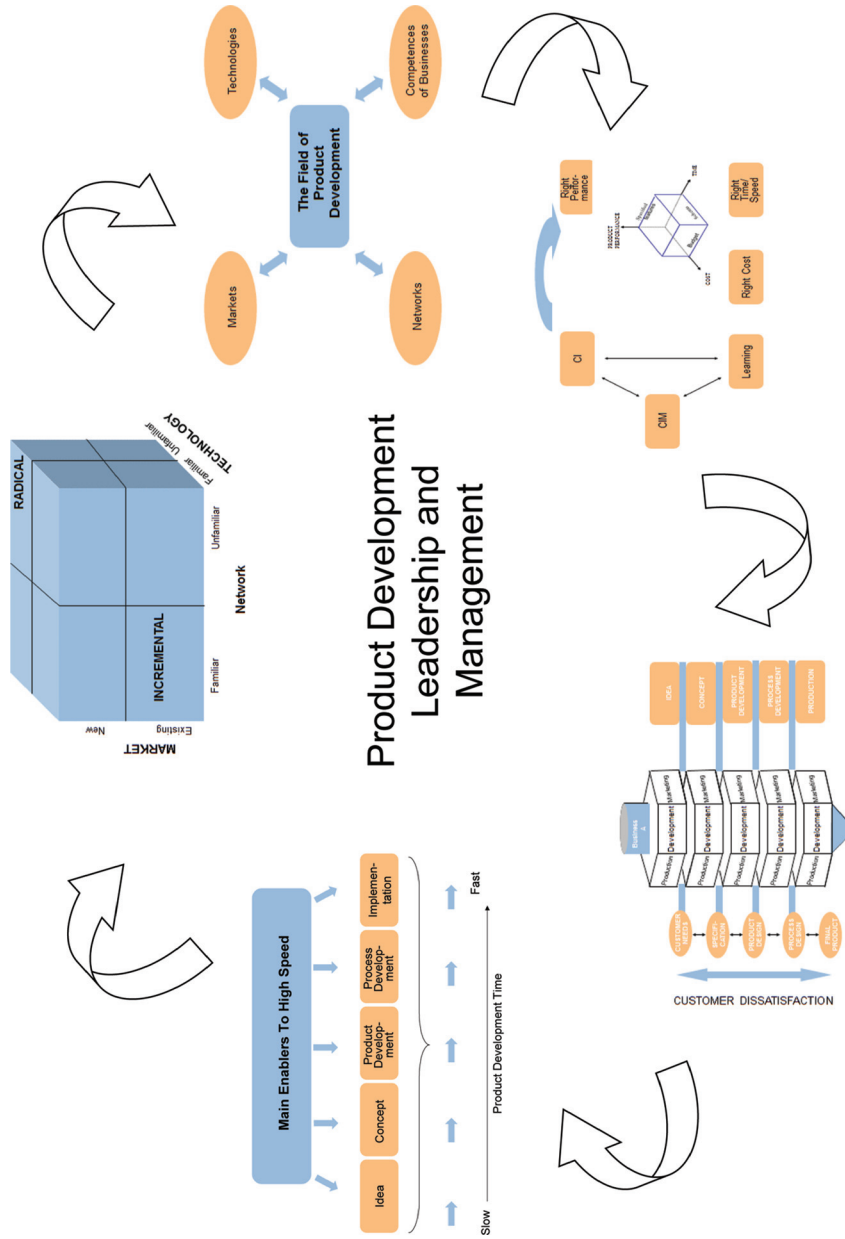 Product Development
Leadership and
Management
RADICAL
INCREMENTAL
MARKET
New
Existing
Familiar
Unfamiliar
Network
Familiar
Unfamiliar
TECHNOLOGY
Markets
Technologies
The Field of
Product
Development
Networks
Competences
of Businesses
CI
CIM
Learning
Right
Perfor-
mance
Right Cost
Right
Time/
Speed
PRODUCT
PERFORMANCE
COST
TIME
Budget
Business
&
Production
Development
Marketing
Production
Development
Marketing
Production
Development
Marketing
Production
Development
Marketing
Production
Development
Marketing
IDEA
CONCEPT
PRODUCT
DEVELOPMENT
PROCESS
DEVELOPMENT
PRODUCTION
CUSTOMER
NEEDS
SPECIFI-
CATION
PRODUCT
DESIGN
PROCESS
DESIGN
FINAL
PRODUCT
CUSTOMER DISSATISFACTION
Main Enablers To High Speed
Idea
Concept
Product
Develop-
ment
Process
Develop-
ment
Implemen-
tation
Slow
Fast
Product Development Time